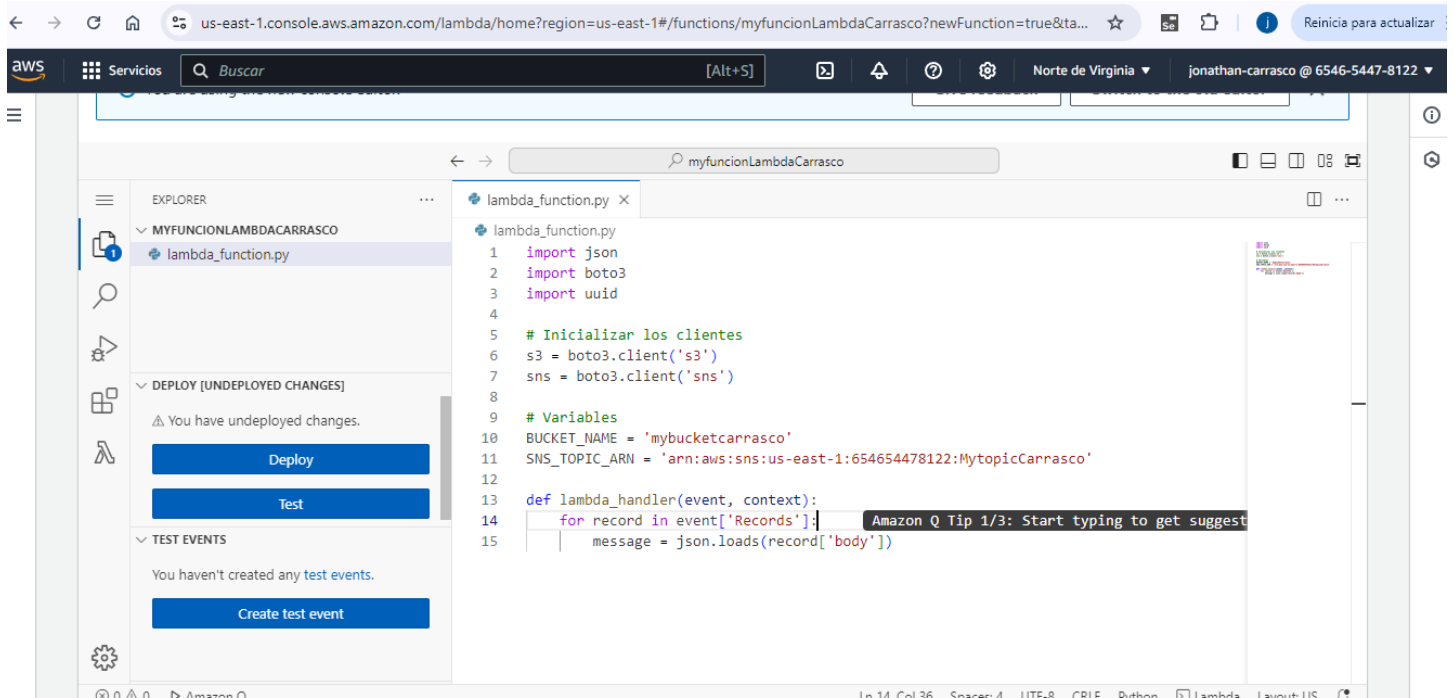 us-east-1.console.aws.amazon.com/lambda/home?region=us-east-1#/functions/myfuncionLambdaCarrasco?newFunction=true&ta...
Se
j
Reinicia para actualizar
aws
Servicios
Buscar
[Alt+S]
Norte de Virginia
jonathan-carrasco @ 6546-5447-8122
myfuncionLambdaCarrasco
EXPLORER
MYFUNCIONLAMBDACARRASCO
lambda_function.py
1
DEPLOY [UNDEPLOYED CHANGES]
You have undeployed changes.
Deploy
Test
TEST EVENTS
You haven't created any test events.
Create test event
lambda_function.py
lambda_function.py
1 import json
2 import boto3
3 import uuid
4
5 # Inicializar los clientes
6 s3 = boto3.client('s3')
7 sns = boto3.client('sns')
8
9 # Variables
10 BUCKET_NAME = 'mybucketcarrasco'
11 SNS_TOPIC_ARN = 'arn:aws:sns:us-east-1:654654478122:MytopicCarrasco'
12
13 def lambda_handler(event, context):
14 for record in event['Records']: Amazon Q Tip 1/3: Start typing to get suggest
15 message = json.loads(record['body'])
0 0 Amazon Q
Ln 14, Col 36 Spaces: 4 UTF-8 CRLF Python Lambda Layout: US